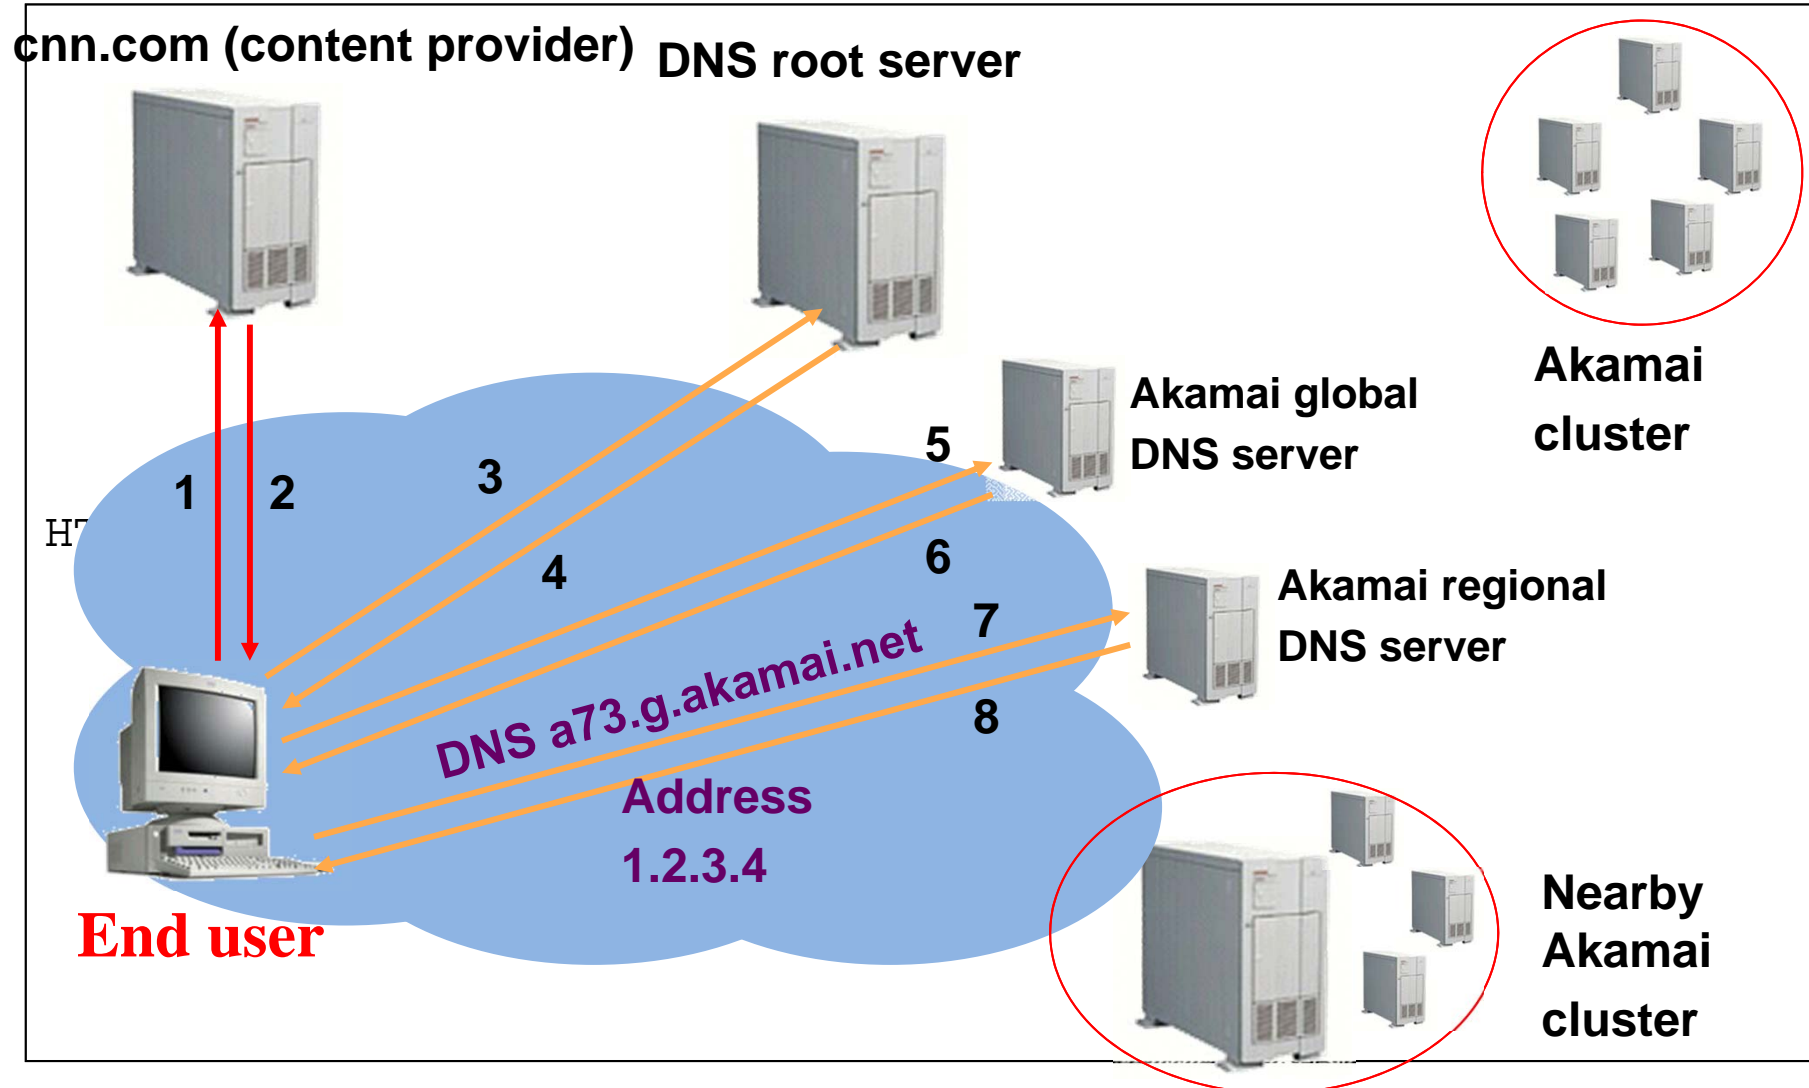 cnn.com (content provider)
DNS root server
Akamai
cluster
Akamai global
DNS server
5
3
1
2
4
6
Akamai regional
DNS server
7
DNS a73.g.akamai.net
8
Address
1.2.3.4
End user
Nearby
Akamai
cluster